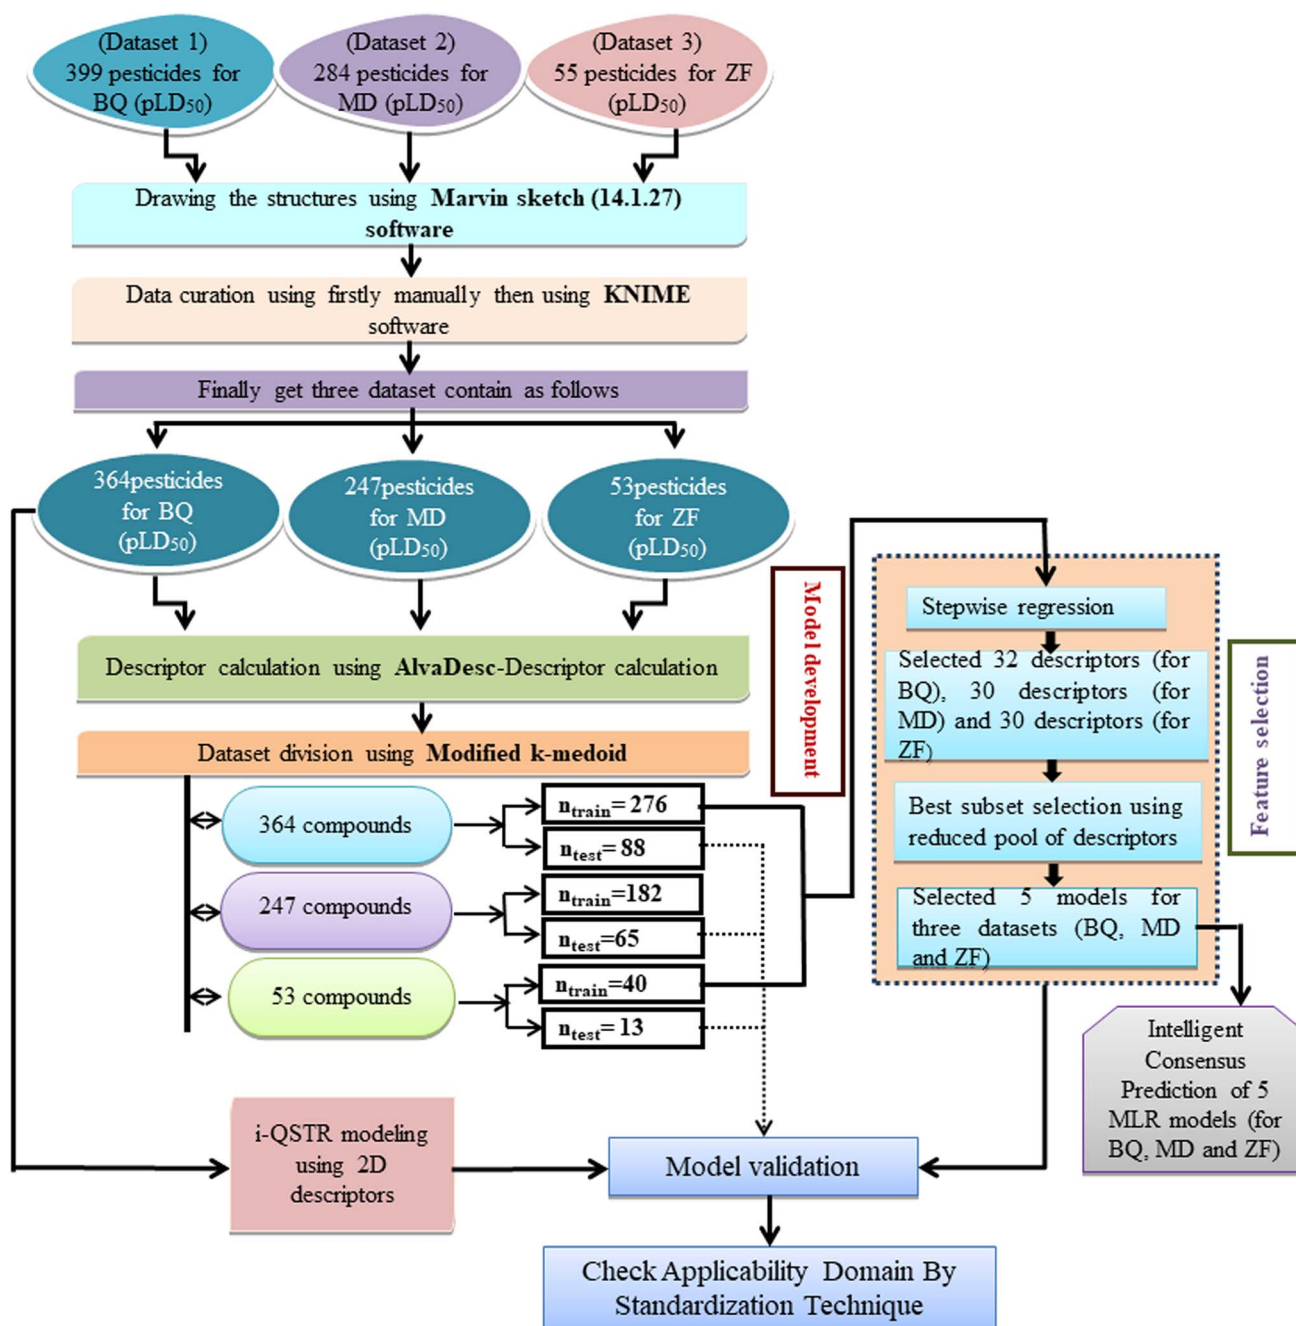 (Dataset 1)
399 pesticides for
BQ (pLD50)
(Dataset 2)
284 pesticides for
MD (pLD50)
(Dataset 3)
55 pesticides for ZF
(pLD50)
Drawing the structures using Marvin sketch (14.1.27)
software
Data curation using firstly manually then using KNIME
software
Finally get three dataset contain as follows
364pesticides
for BQ
(pLD50)
247pesticides
for MD
(pLD50)
53pesticides
for ZF
(pLD50)
Descriptor calculation using AlvaDesc-Descriptor calculation
Dataset division using Modified k-medoid
364 compounds
ntrain= 276
ntest= 88
247 compounds
ntrain=182
ntest=65
53 compounds
ntrain=40
ntest= 13
Model development
Stepwise regression
Selected 32 descriptors (for
BQ), 30 descriptors (for
MD) and 30 descriptors (for
ZF)
Best subset selection using
reduced pool of descriptors
Selected 5 models for
three datasets (BQ, MD
and ZF)
Feature selection
Intelligent
Consensus
Prediction of 5
MLR models (for
BQ, MD and ZF)
i-QSTR modeling
using 2D
descriptors
Model validation
Check Applicability Domain By
Standardization Technique